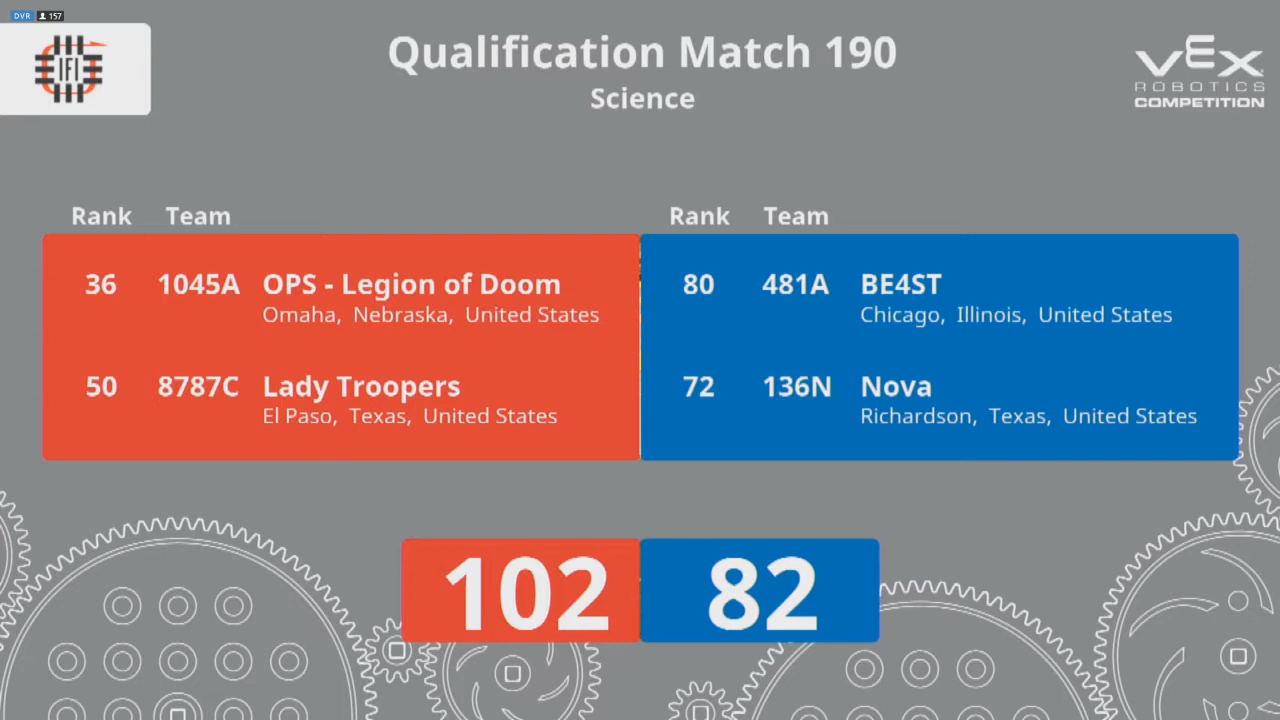 DVR 157
IFI
Qualification Match 190
Science
VEX
ROBOTICS
COMPETITION
Rank Team
36 1045A OPS - Legion of Doom
Omaha, Nebraska, United States
50 8787C Lady Troopers
El Paso, Texas, United States
Rank Team
80 481A BE4ST
Chicago, Illinois, United States
72 136N Nova
Richardson, Texas, United States
102 82